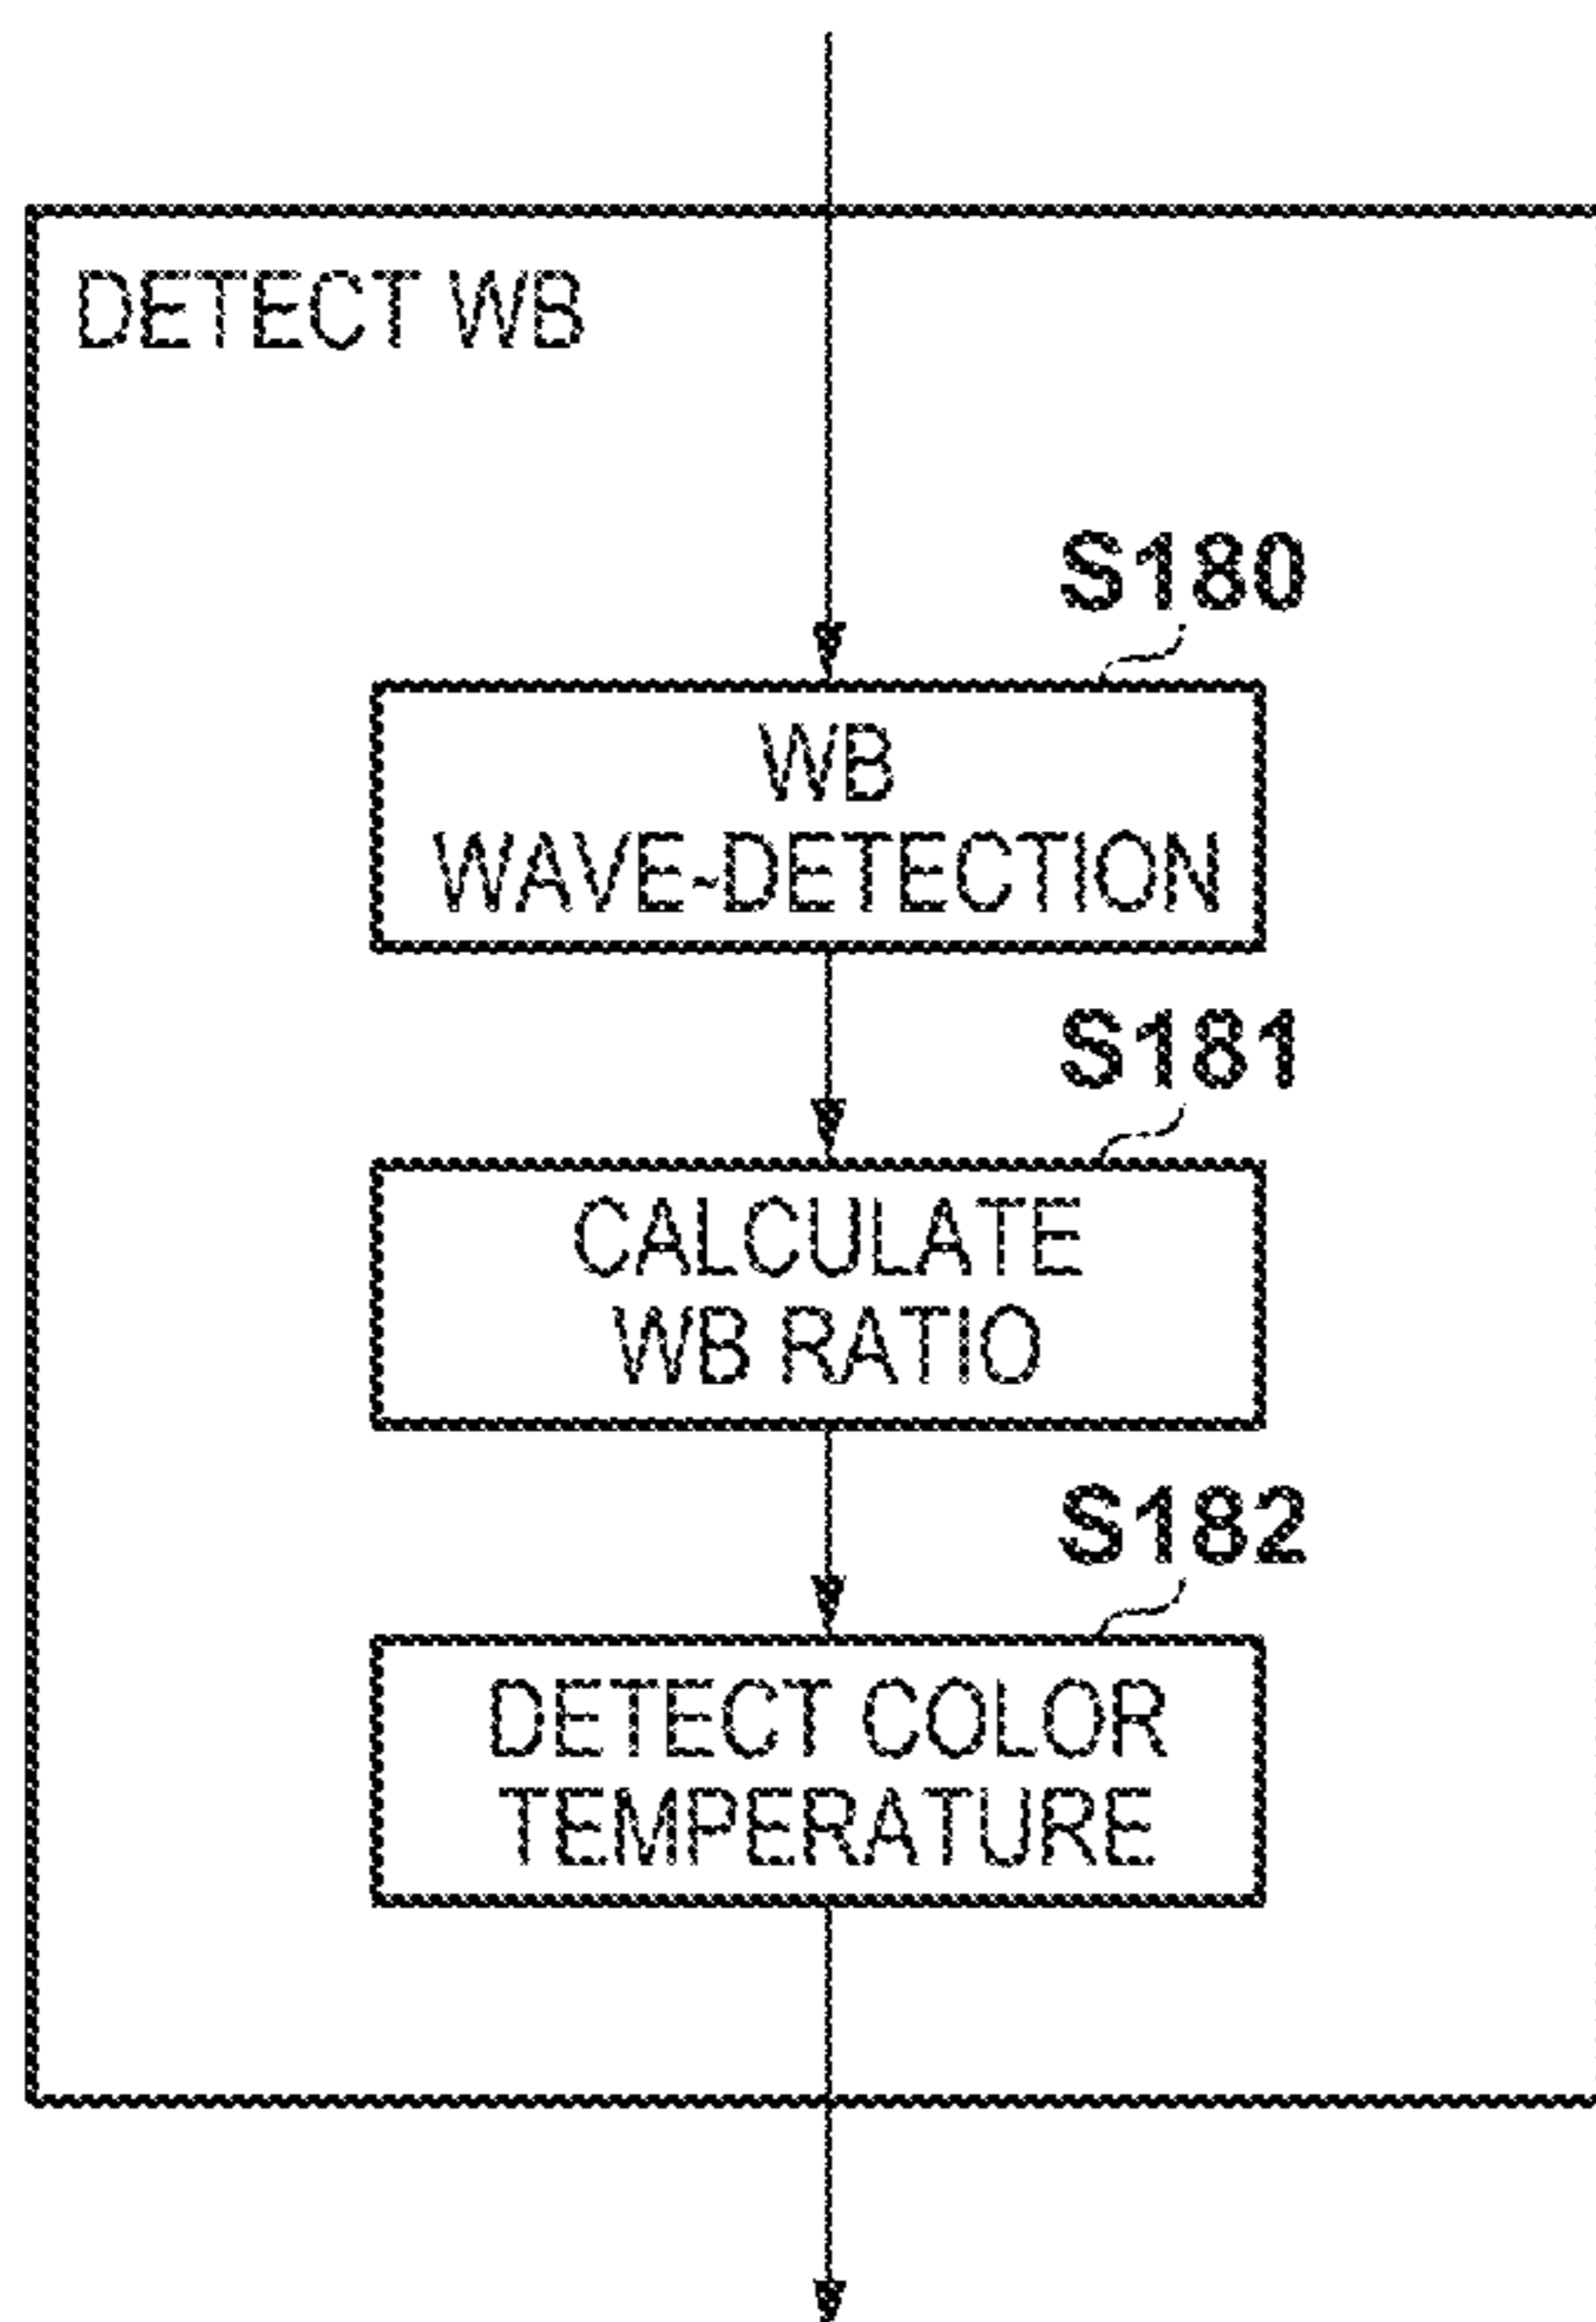 DETECT WB
S180
WB
WAVE-DETECTION
S181
CALCULATE
WB RATIO
S182
DETECT COLOR
TEMPERATURE